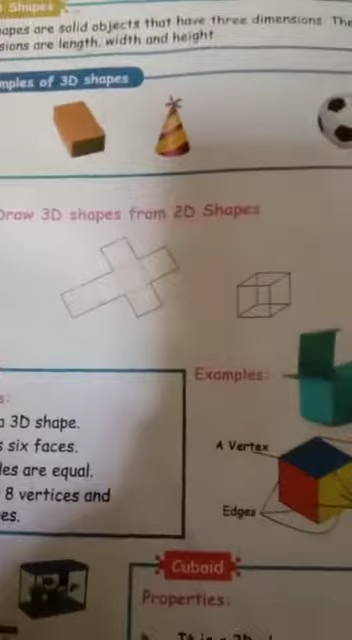 Shapes
apes are solid objects that have three dimensions. The
sions are length, width and height
mples of 3D shapes
Draw 3D shapes from 2D Shapes
s:
a 3D shape.
s six faces.
les are equal.
8 vertices and
es.
Examples:
A Vertex
Edges
Cuboid
Properties: